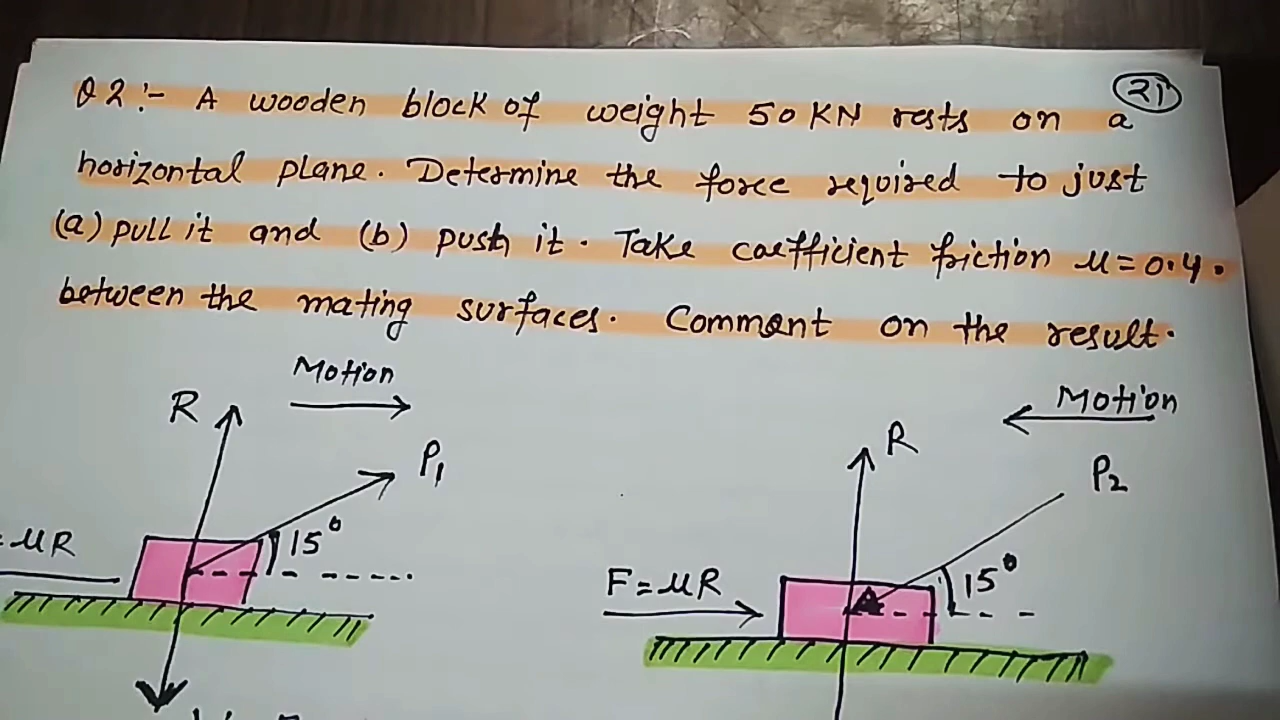 21
Q2:- A wooden block of weight 50 KN rests on a
horizontal plane. Determine the force required to just
(a) pull it and (b) push it. Take coefficient friction μ=0.4.
between the mating surfaces. Comment on the result.
Motion
R
P1
15°
=μR
Motion
R
P2
15°
F=μR